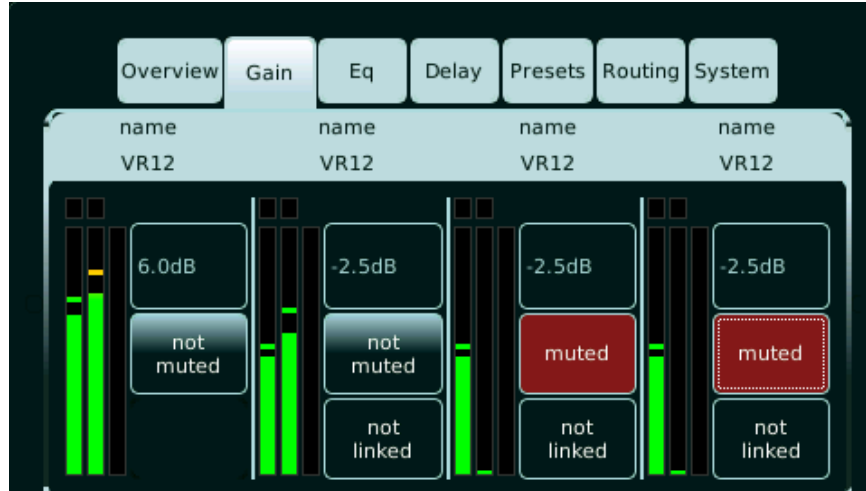 Overview Gain Eq Delay Presets Routing System
name name name name
VR12 VR12 VR12 VR12
6.0dB -2.5dB -2.5dB -2.5dB
not muted not muted muted muted
not linked not linked not linked